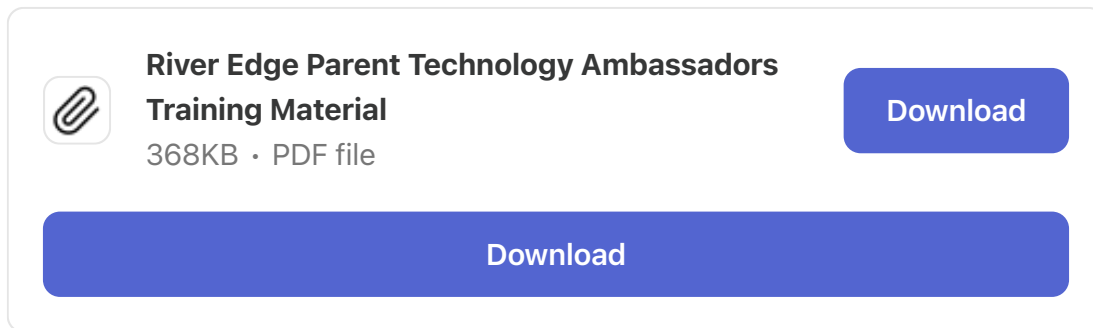 River Edge Parent Technology Ambassadors
Training Material
368KB • PDF file
Download
Download